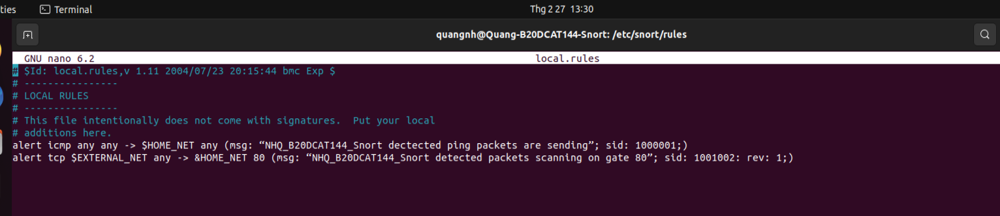 ties Terminal Thg 2 27 13:30
quangnh@Quang-B20DCAT144-Snort: /etc/snort/rules
GNU nano 6.2 local.rules
# $Id: local.rules,v 1.11 2004/07/23 20:15:44 bmc Exp $
# ----------------
# LOCAL RULES
# ----------------
# This file intentionally does not come with signatures.  Put your local
# additions here.
alert icmp any any -> $HOME_NET any (msg: “NHQ_B20DCAT144_Snort dectected ping packets are sending”; sid: 1000001;)
alert tcp $EXTERNAL_NET any -> &HOME_NET 80 (msg: “NHQ_B20DCAT144_Snort detected packets scanning on gate 80”; sid: 1001002: rev: 1;)